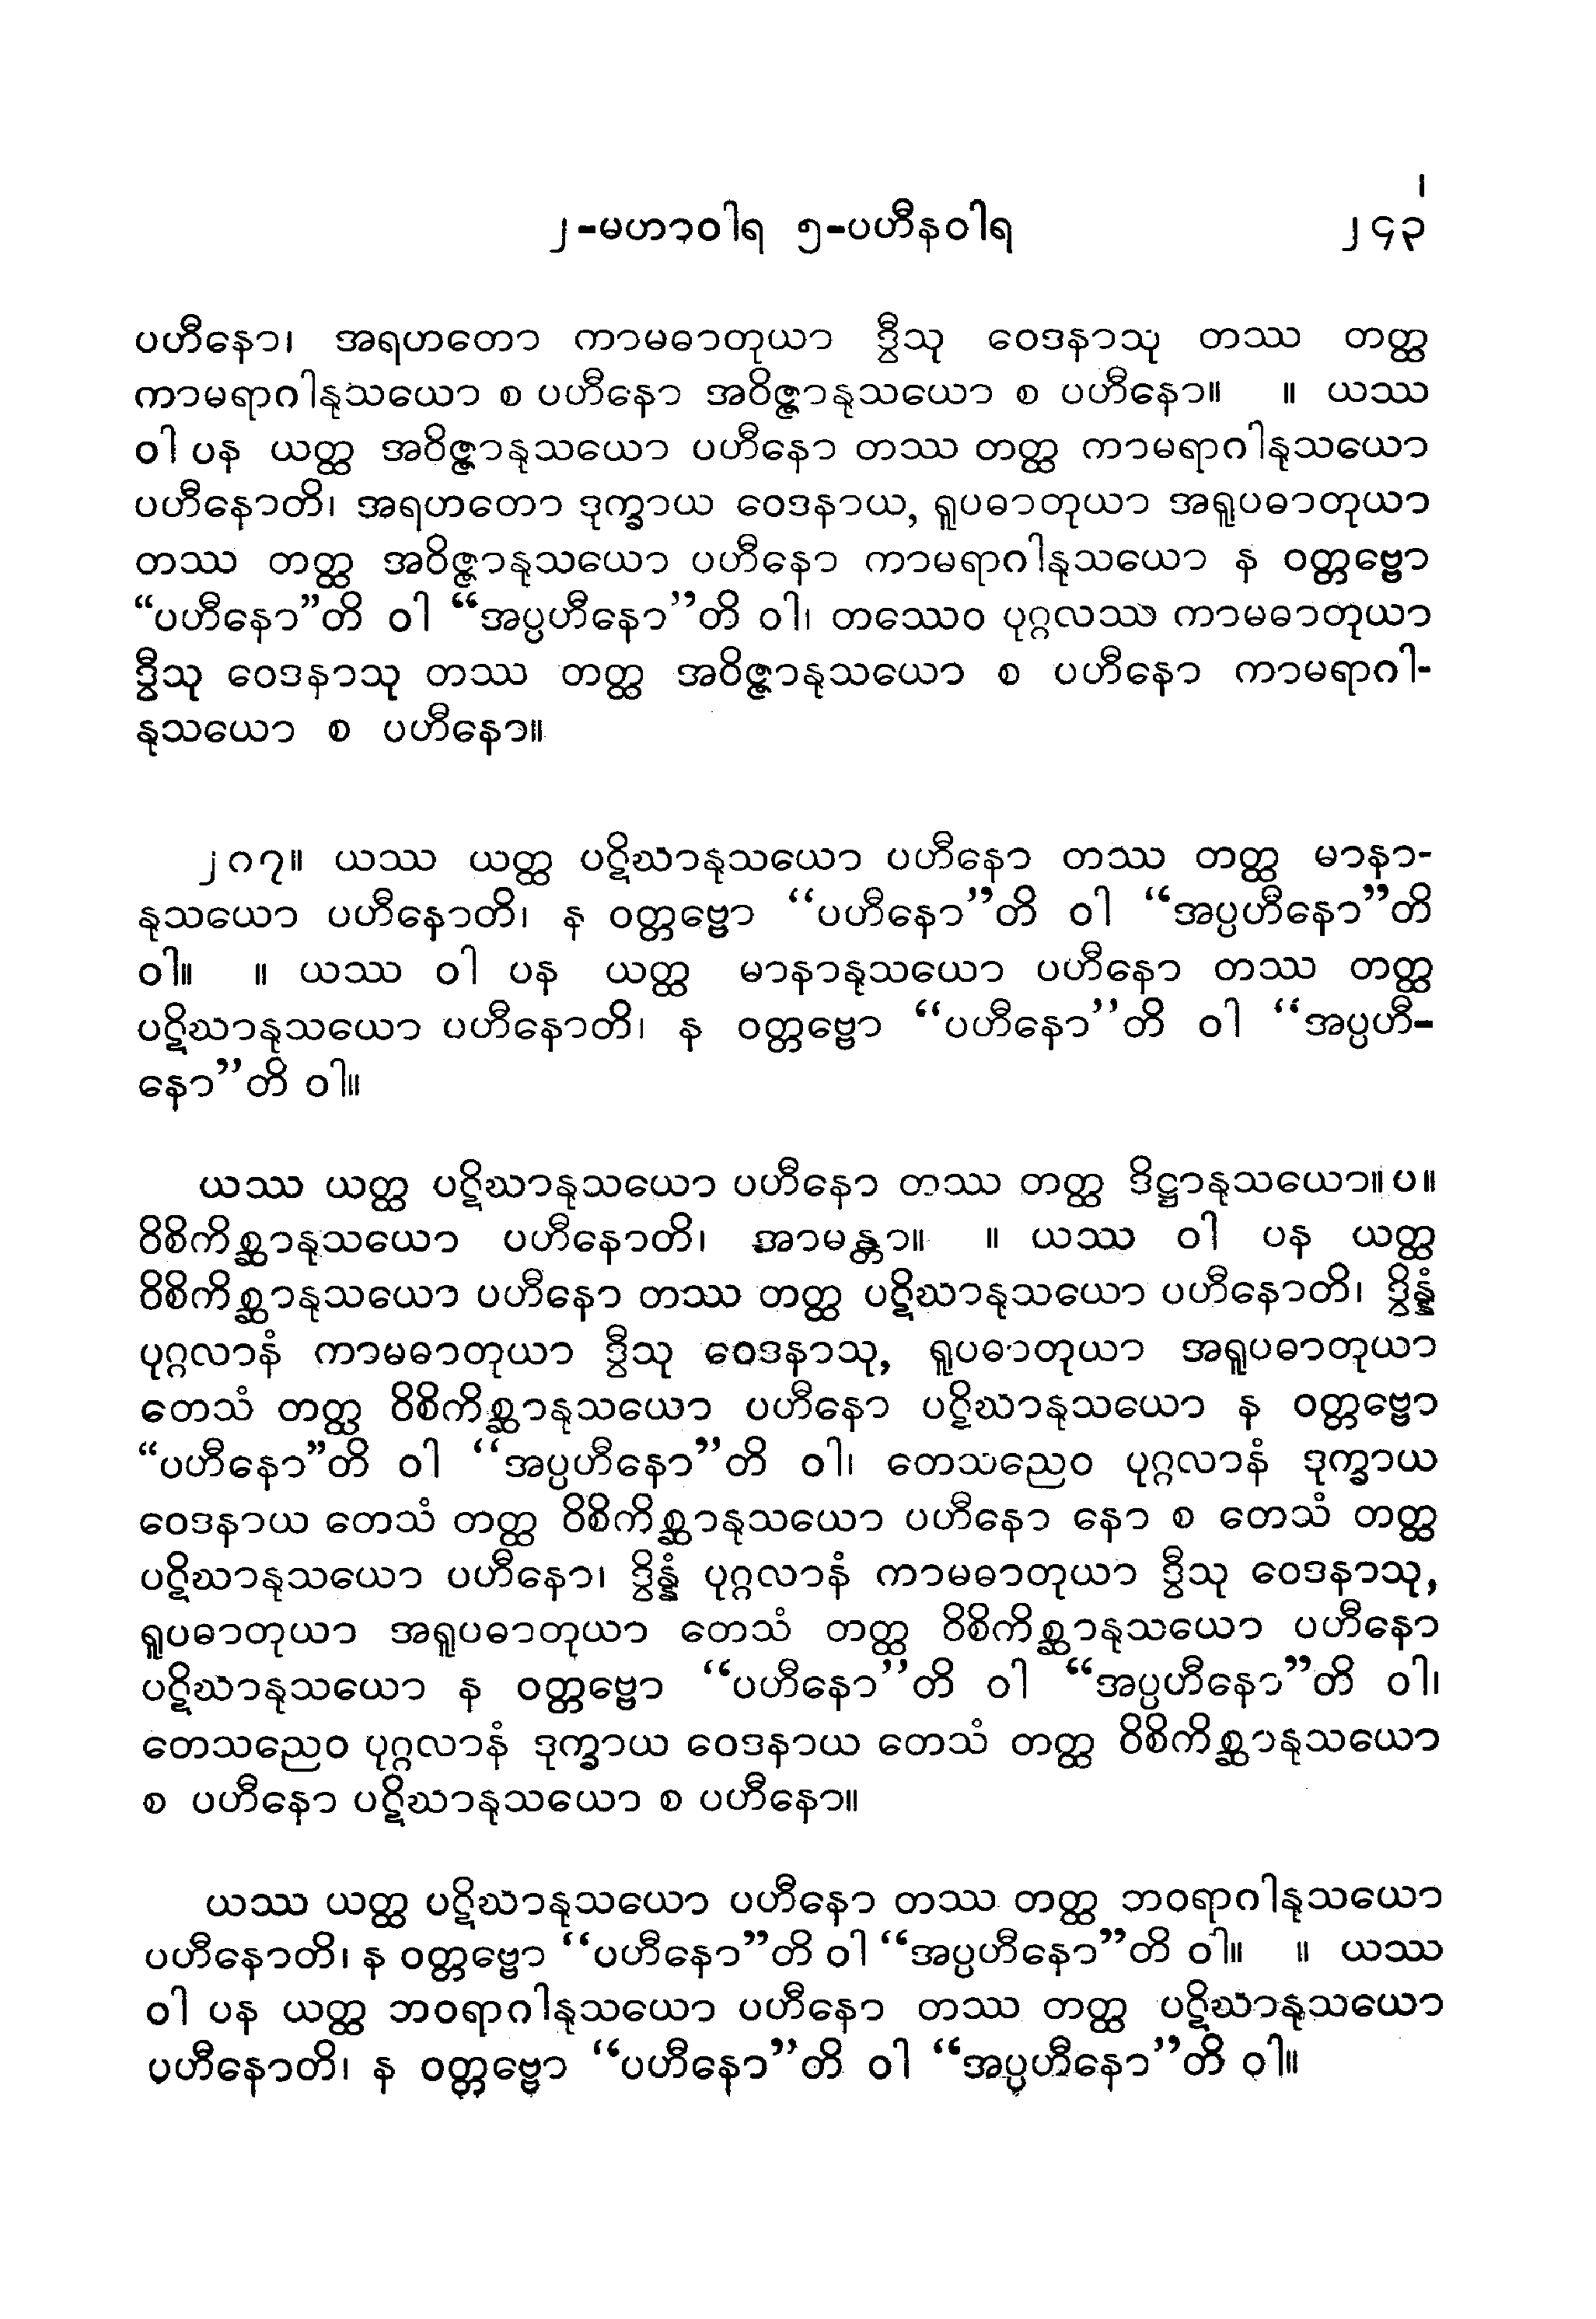 ၂-မဟာဝါရ ၅-ပဟီနဝါရ ၂၄၃
ပဟီနော၊ အရဟတော ကာမဓာတုယာ ဒွီသု ဝေဒနာသု တဿ တတ္ထ
ကာမရာဂါနုသယော စ ပဟီနော အဝိဇ္ဇာနုသယော စ ပဟီနော။ ။ ယဿ
ဝါ ပန ယတ္ထ အဝိဇ္ဇာနုသယော ပဟီနော တဿ တတ္ထ ကာမရာဂါနုသယော
ပဟီနောတိ၊ အရဟတော ဒုက္ခာယ ဝေဒနာယ, ရူပဓာတုယာ အရူပဓာတုယာ
တဿ တတ္ထ အဝိဇ္ဇာနုသယော ပဟီနော ကာမရာဂါနုသယော န ဝတ္တဗ္ဗော
“ပဟီနော”တိ ဝါ “အပ္ပဟီနော”တိ ဝါ၊ တဿေဝ ပုဂ္ဂလဿ ကာမဓာတုယာ
ဒွီသု ဝေဒနာသု တဿ တတ္ထ အဝိဇ္ဇာနုသယော စ ပဟီနော ကာမရာဂါ-
နုသယော စ ပဟီနော။
၂၀၇။ ယဿ ယတ္ထ ပဋိဃာနုသယော ပဟီနော တဿ တတ္ထ မာနာ-
နုသယော ပဟီနောတိ၊ န ဝတ္တဗ္ဗော “ပဟီနော”တိ ဝါ “အပ္ပဟီနော”တိ
ဝါ။ ။ ယဿ ဝါ ပန ယတ္ထ မာနာနုသယော ပဟီနော တဿ တတ္ထ
ပဋိဃာနုသယော ပဟီနောတိ၊ န ဝတ္တဗ္ဗော “ပဟီနော”တိ ဝါ “အပ္ပဟီ-
နော”တိ ဝါ။
ယဿ ယတ္ထ ပဋိဃာနုသယော ပဟီနော တဿ တတ္ထ ဒိဋ္ဌာနုသယော။ပ။
ဝိစိကိစ္ဆာနုသယော ပဟီနောတိ၊ အာမန္တာ။ ။ ယဿ ဝါ ပန ယတ္ထ
ဝိစိကိစ္ဆာနုသယော ပဟီနော တဿ တတ္ထ ပဋိဃာနုသယော ပဟီနောတိ၊ ဒွိန္နံ
ပုဂ္ဂလာနံ ကာမဓာတုယာ ဒွီသု ဝေဒနာသု, ရူပဓာတုယာ အရူပဓာတုယာ
တေသံ တတ္ထ ဝိစိကိစ္ဆာနုသယော ပဟီနော ပဋိဃာနုသယော န ဝတ္တဗ္ဗော
“ပဟီနော”တိ ဝါ “အပ္ပဟီနော”တိ ဝါ၊ တေသညေဝ ပုဂ္ဂလာနံ ဒုက္ခာယ
ဝေဒနာယ တေသံ တတ္ထ ဝိစိကိစ္ဆာနုသယော ပဟီနော နော စ တေသံ တတ္ထ
ပဋိဃာနုသယော ပဟီနော၊ ဒွိန္နံ ပုဂ္ဂလာနံ ကာမဓာတုယာ ဒွီသု ဝေဒနာသု,
ရူပဓာတုယာ အရူပဓာတုယာ တေသံ တတ္ထ ဝိစိကိစ္ဆာနုသယော ပဟီနော
ပဋိဃာနုသယော န ဝတ္တဗ္ဗော “ပဟီနော”တိ ဝါ “အပ္ပဟီနော”တိ ဝါ၊
တေသညေဝ ပုဂ္ဂလာနံ ဒုက္ခာယ ဝေဒနာယ တေသံ တတ္ထ ဝိစိကိစ္ဆာနုသယော
စ ပဟီနော ပဋိဃာနုသယော စ ပဟီနော။
ယဿ ယတ္ထ ပဋိဃာနုသယော ပဟီနော တဿ တတ္ထ ဘဝရာဂါနုသယော
ပဟီနောတိ၊ န ဝတ္တဗ္ဗော “ပဟီနော”တိ ဝါ “အပ္ပဟီနော”တိ ဝါ။ ။ ယဿ
ဝါ ပန ယတ္ထ ဘဝရာဂါနုသယော ပဟီနော တဿ တတ္ထ ပဋိဃာနုသယော
ပဟီနောတိ၊ န ဝတ္တဗ္ဗော “ပဟီနော”တိ ဝါ “အပ္ပဟီနော”တိ ဝါ။